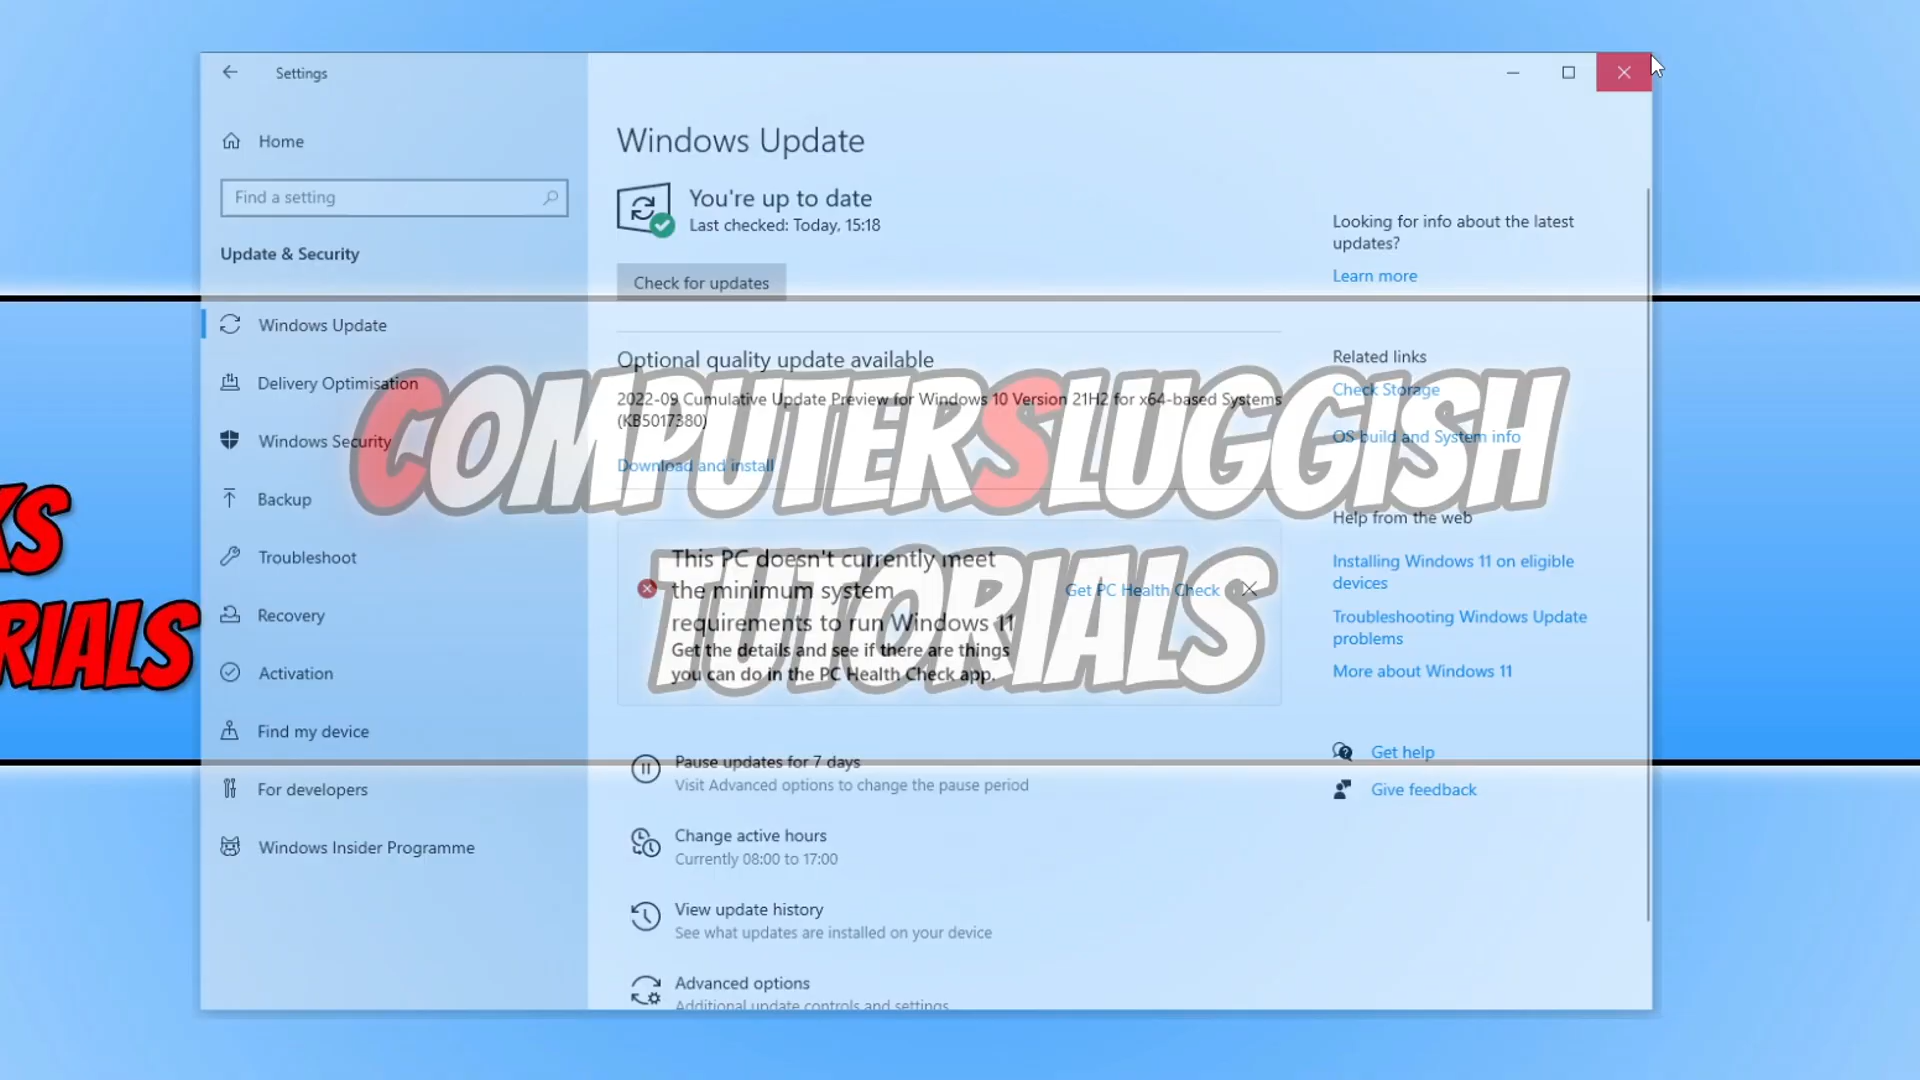 Settings
Home
Find a setting
Update & Security
Windows Update
Delivery Optimisation
Windows Security
Backup
Troubleshoot
Recovery
Activation
Find my device
For developers
Windows Insider Programme
Windows Update
You're up to date
Last checked: Today, 15:18
Check for updates
Optional quality update available
2022-09 Cumulative Update Preview for Windows 10 Version 21H2 for x64-based Systems
(KB5017380)
Download and install
This PC doesn't currently meet
the minimum system
requirements to run Windows 11
Get the details and see if there are things
you can do in the PC Health Check app.
Get PC Health Check
Pause updates for 7 days
Visit Advanced options to change the pause period
Change active hours
Currently 08:00 to 17:00
View update history
See what updates are installed on your device
Advanced options
Additional update controls and settings
Looking for info about the latest
updates?
Learn more
Related links
Check Storage
OS build and System info
Help from the web
Installing Windows 11 on eligible
devices
Troubleshooting Windows Update
problems
More about Windows 11
Get help
Give feedback
COMPUTERSLUGGISH
TUTORIALS
KS
RIALS